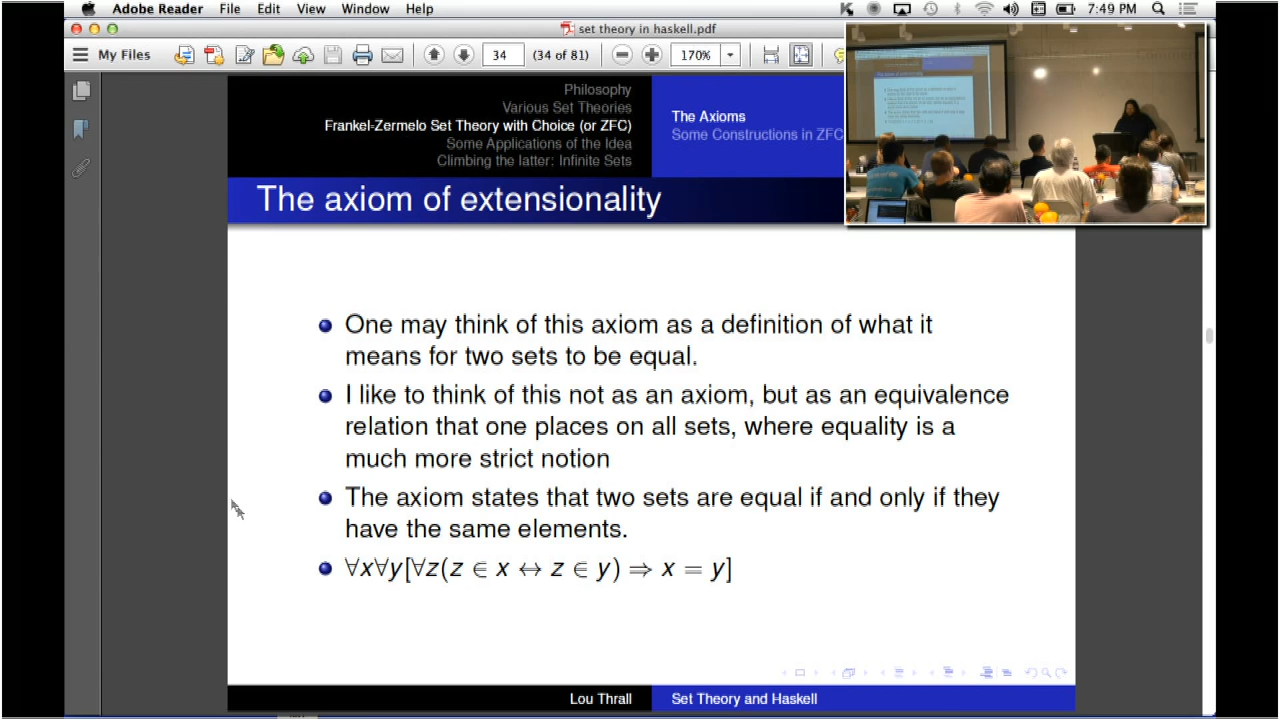 Adobe Reader File Edit View Window Help 7:49 PM
set theory in haskell.pdf
My Files 34 (34 of 81) 170%
Philosophy
Various Set Theories
Frankel-Zermelo Set Theory with Choice (or ZFC)
Some Applications of the Idea
Climbing the latter: Infinite Sets
The Axioms
Some Constructions in ZFC
The axiom of extensionality
One may think of this axiom as a definition of what it
means for two sets to be equal.
I like to think of this not as an axiom, but as an equivalence
relation that one places on all sets, where equality is a
much more strict notion
The axiom states that two sets are equal if and only if they
have the same elements.
∀x∀y[∀z(z ∈ x ↔ z ∈ y) ⇒ x = y]
Lou Thrall Set Theory and Haskell